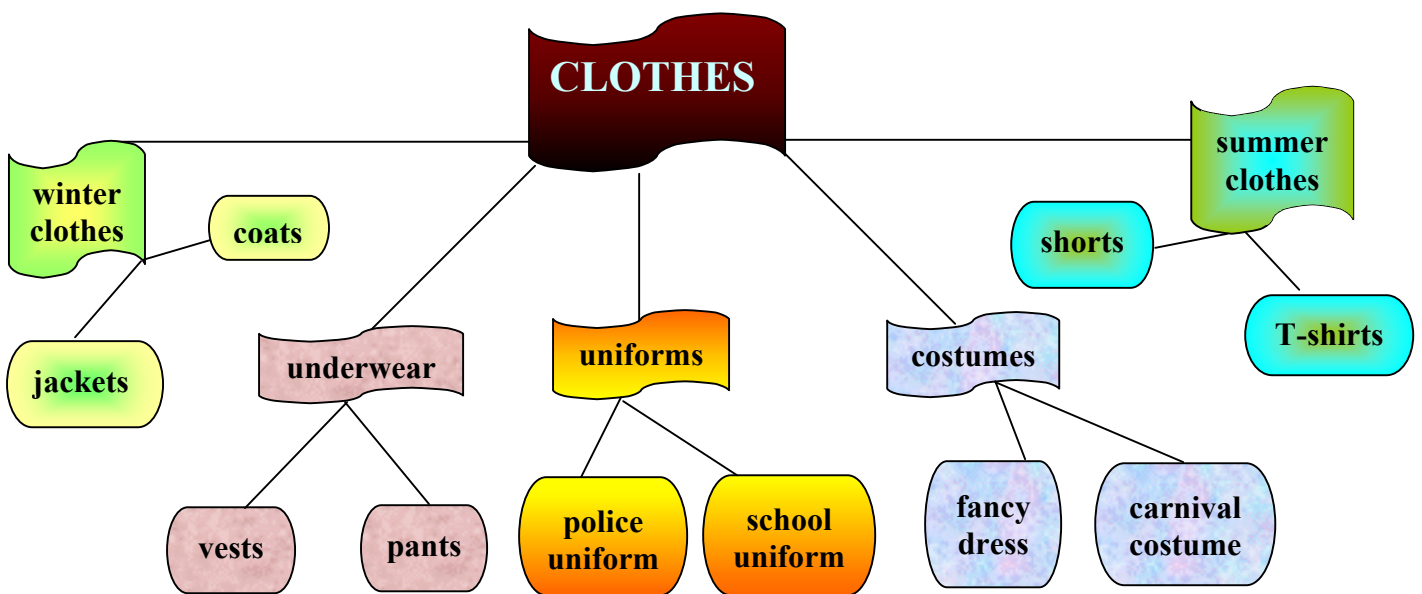 CLOTHES
winter
clothes
coats
jackets
underwear
vests
pants
uniforms
police
uniform
school
uniform
costumes
fancy
dress
carnival
costume
summer
clothes
shorts
T-shirts